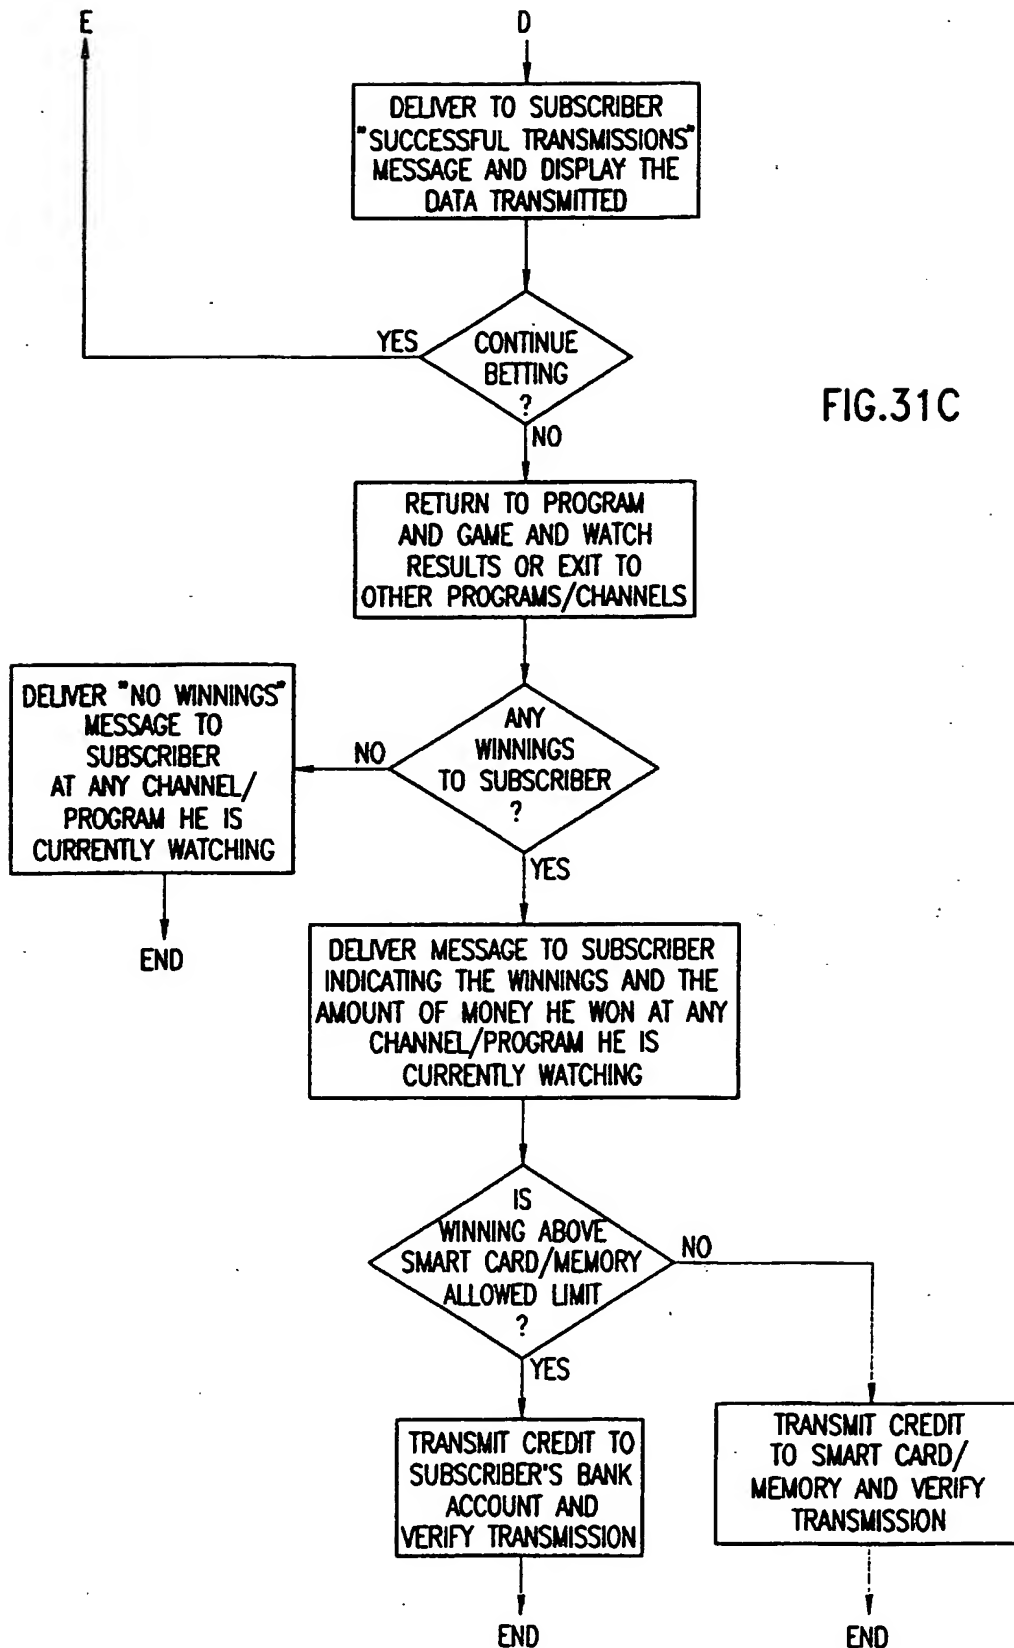 E
D
DELIVER TO SUBSCRIBER
"SUCCESSFUL TRANSMISSIONS"
MESSAGE AND DISPLAY THE
DATA TRANSMITTED
YES
CONTINUE
BETTING
?
NO
FIG.31C
RETURN TO PROGRAM
AND GAME AND WATCH
RESULTS OR EXIT TO
OTHER PROGRAMS/CHANNELS
DELIVER "NO WINNINGS"
MESSAGE TO
SUBSCRIBER
AT ANY CHANNEL/
PROGRAM HE IS
CURRENTLY WATCHING
END
NO
ANY
WINNINGS
TO SUBSCRIBER
?
YES
DELIVER MESSAGE TO SUBSCRIBER
INDICATING THE WINNINGS AND THE
AMOUNT OF MONEY HE WON AT ANY
CHANNEL/PROGRAM HE IS
CURRENTLY WATCHING
IS
WINNING ABOVE
SMART CARD/MEMORY
ALLOWED LIMIT
?
NO
YES
TRANSMIT CREDIT TO
SUBSCRIBER'S BANK
ACCOUNT AND
VERIFY TRANSMISSION
END
TRANSMIT CREDIT
TO SMART CARD/
MEMORY AND VERIFY
TRANSMISSION
END